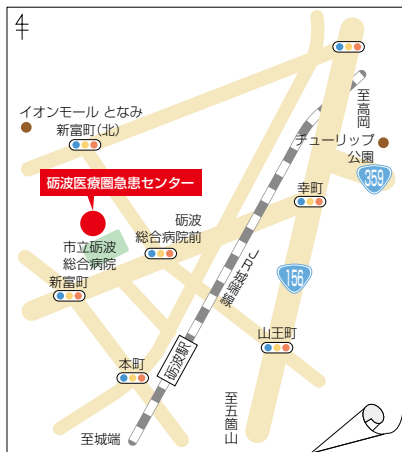 至高岡
イオンモール となみ
新富町(北)
チューリップ
公園
359
砺波医療圏急患センター
幸町
砺波
総合病院前
市立砺波
総合病院
新富町
JR城端線
156
山王町
砺波駅
本町
至五箇山
至城端